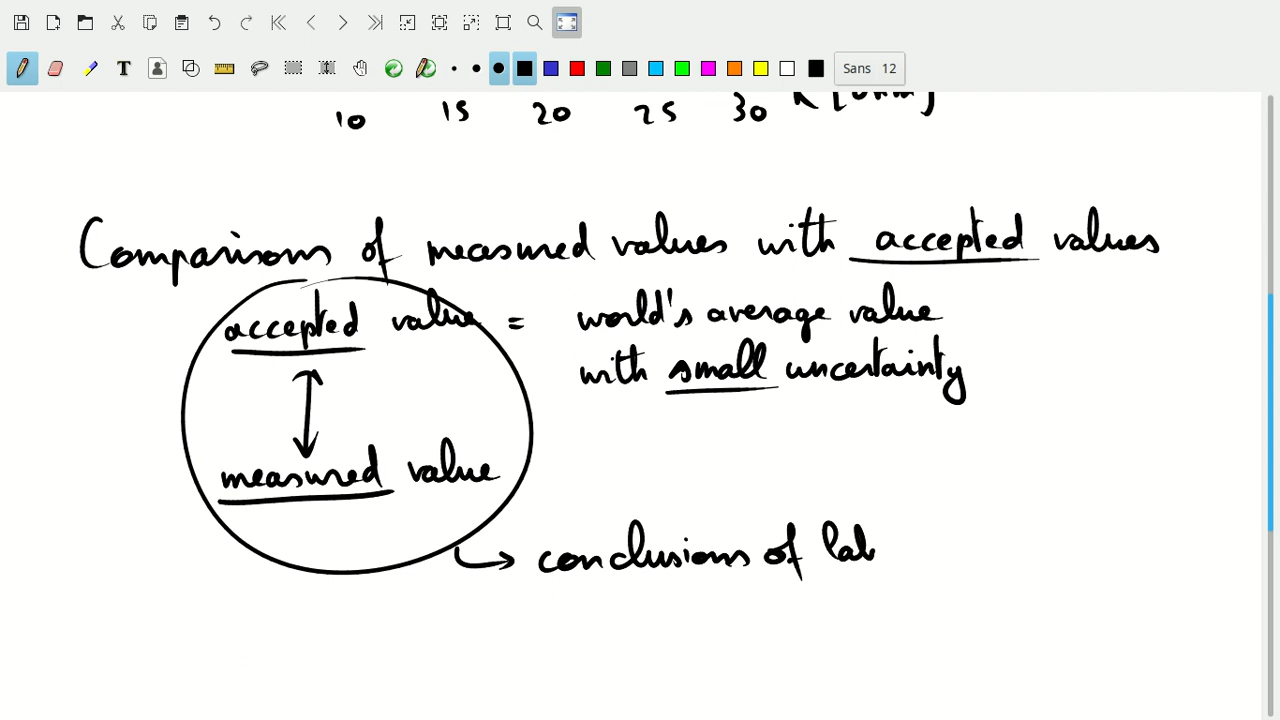 Sans 12
10 15 20 25 30
Comparisons of measured values with accepted values
accepted value = world's average value
with small uncertainty
measured value
conclusions of lab